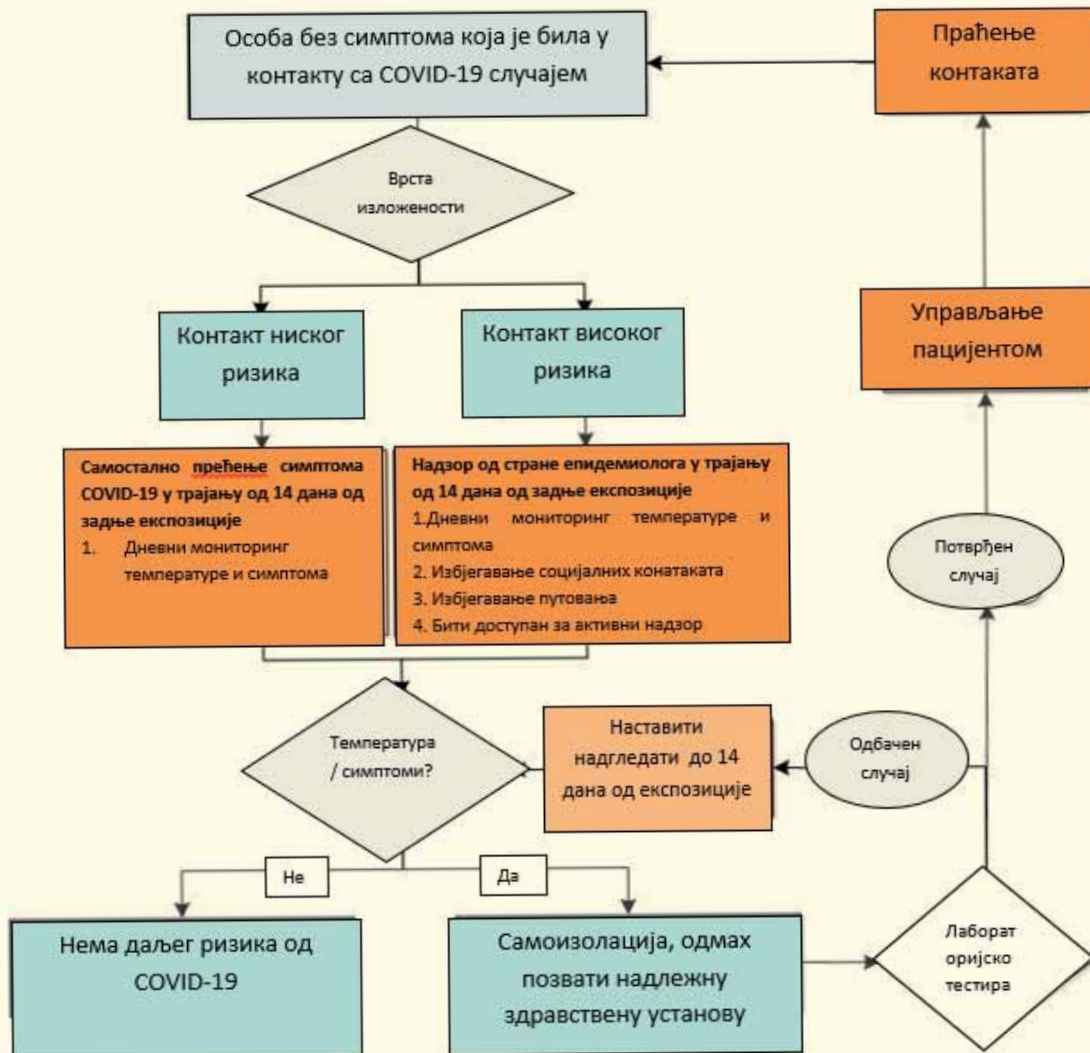 Особа без симптома која је била у
контакту са COVID-19 случајем
Праћење
контаката
Врста
изложености
Контакт ниског
ризика
Контакт високог
ризика
Управљање
пацијентом
Самостално прећење симптома
COVID-19 у трајању од 14 дана од
задње експозиције
1. Дневни мониторинг
температуре и симптома
Надзор од стране епидемиолога у трајању
од 14 дана од задње експозиције
1.Дневни мониторинг температуре и
симптома
2. Избјегавање социјалних конатаката
3. Избјегавање путовања
4. Бити доступан за активни надзор
Потврђен
случај
Температура
/ симптоми?
Наставити
надгледати до 14
дана од експозиције
Одбачен
случај
Не
Да
Нема даљег ризика од
COVID-19
Самоизолација, одмах
позвати надлежну
здравствену установу
Лаборат
оријско
тестира